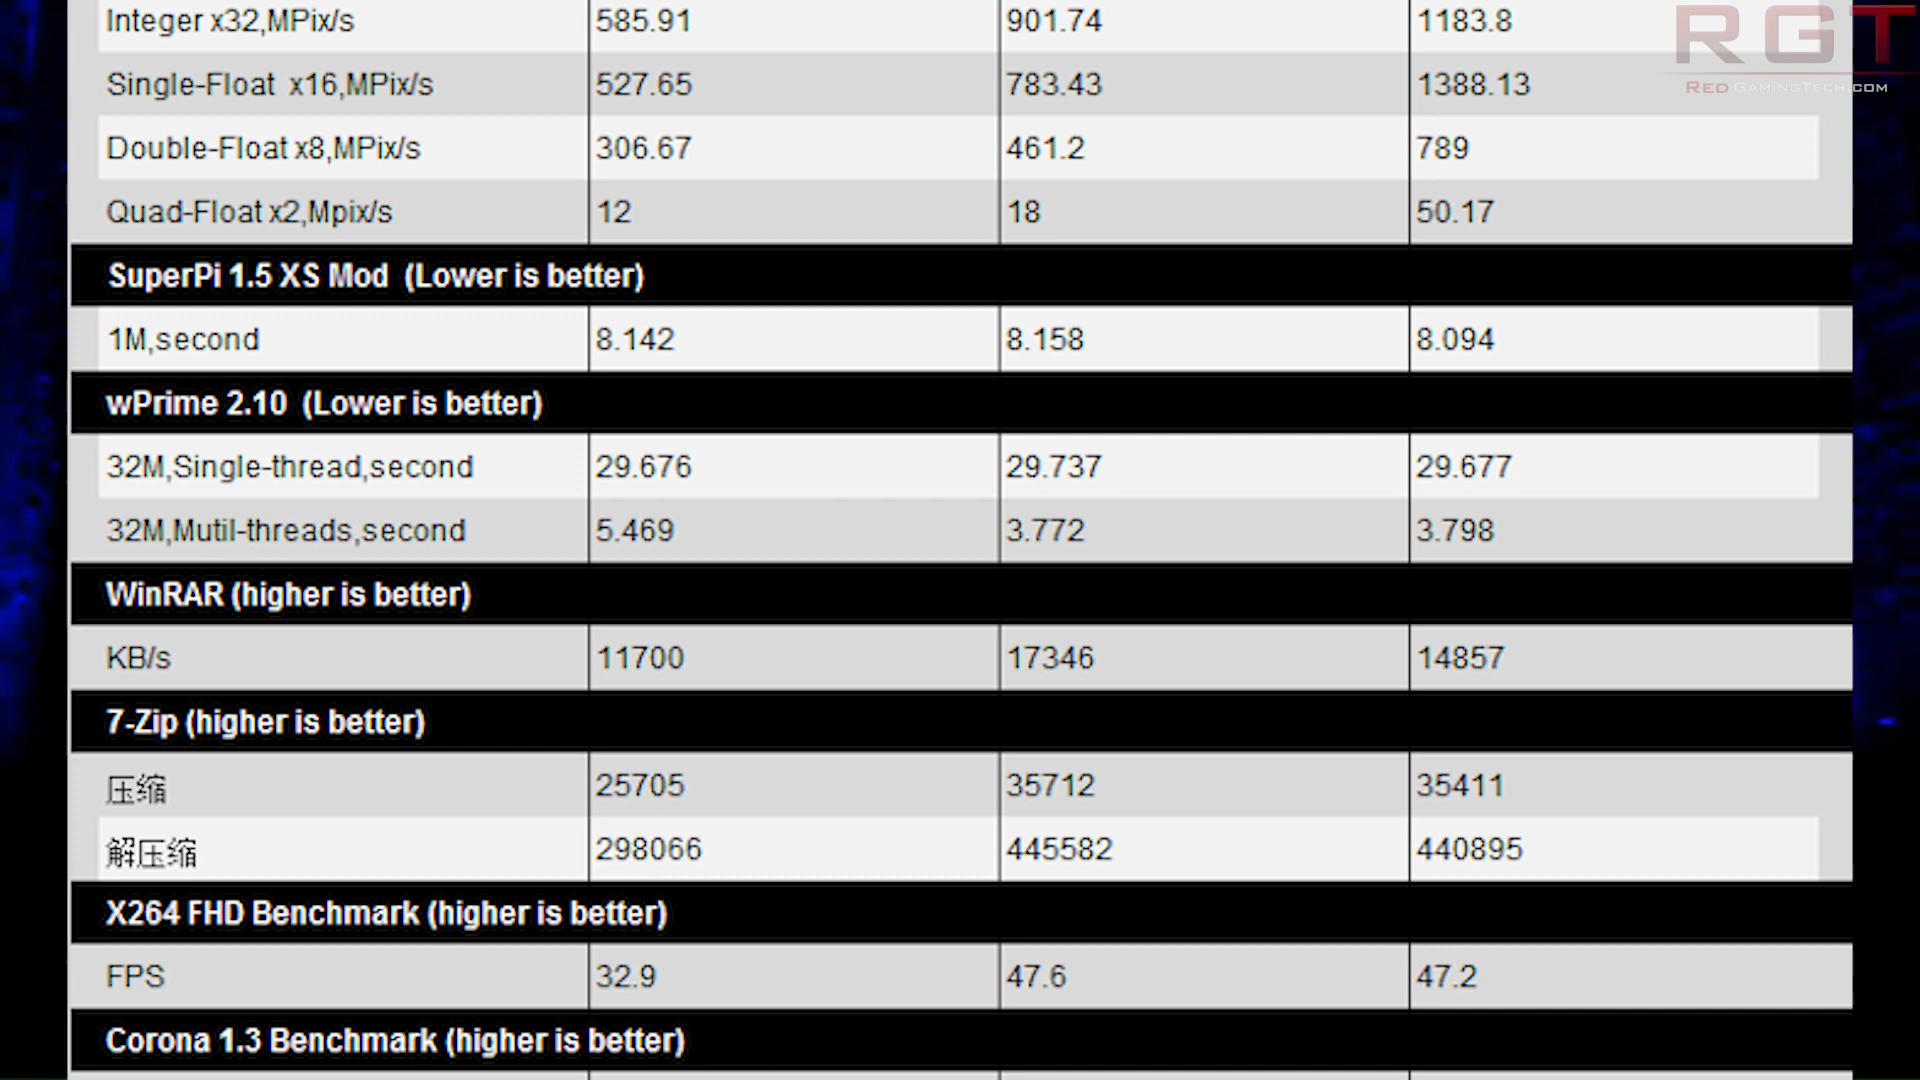 Integer x32,MPix/s 585.91 901.74 1183.8
RGT
RED GAMINGTECH.COM
Single-Float x16,MPix/s 527.65 783.43 1388.13
Double-Float x8,MPix/s 306.67 461.2 789
Quad-Float x2,Mpix/s 12 18 50.17
SuperPi 1.5 XS Mod (Lower is better)
1M,second 8.142 8.158 8.094
wPrime 2.10 (Lower is better)
32M,Single-thread,second 29.676 29.737 29.677
32M,Mutil-threads,second 5.469 3.772 3.798
WinRAR (higher is better)
KB/s 11700 17346 14857
7-Zip (higher is better)
压缩 25705 35712 35411
解压缩 298066 445582 440895
X264 FHD Benchmark (higher is better)
FPS 32.9 47.6 47.2
Corona 1.3 Benchmark (higher is better)